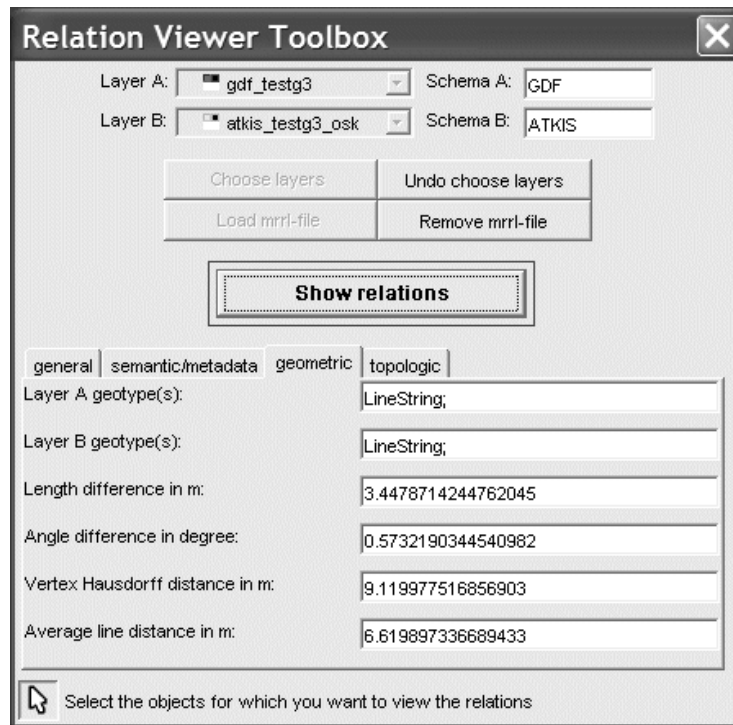 Relation Viewer Toolbox
Layer A: gdf_testg3 Schema A: GDF
Layer B: atkis_testg3_osk Schema B: ATKIS
Choose layers Undo choose layers
Load mrrl-file Remove mrrl-file
Show relations
general semantic/metadata geometric topologic
Layer A geotype(s): LineString;
Layer B geotype(s): LineString;
Length difference in m: 3.4478714244762045
Angle difference in degree: 0.5732190344540982
Vertex Hausdorff distance in m: 9.119977516856903
Average line distance in m: 6.619897336689433
Select the objects for which you want to view the relations